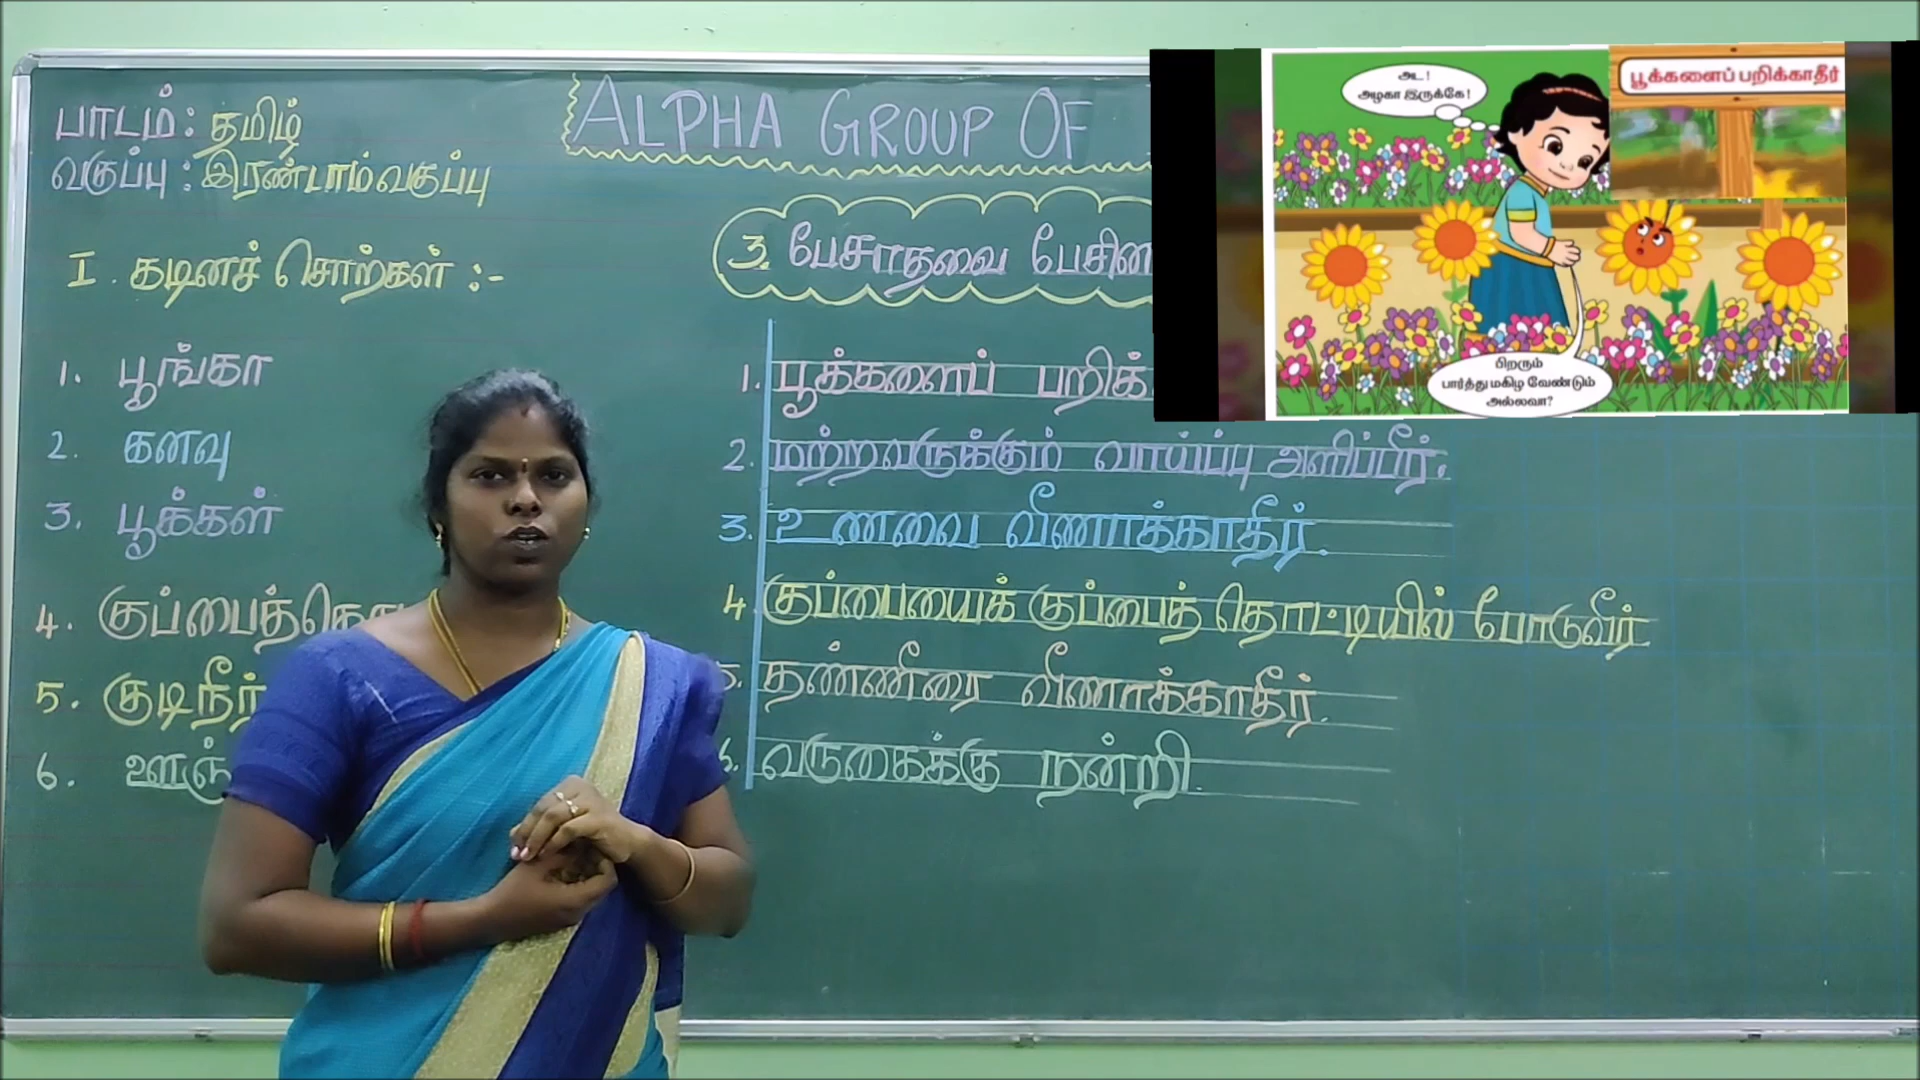 பாடம் : தமிழ்
வகுப்பு : இரண்டாம் வகுப்பு
ALPHA GROUP OF
I. கடினச் சொற்கள் :-
1. பூங்கா
2. கனவு
3. பூக்கள்
4.
5. குடிநீர்
6.
3. பேசாதவை
1. பூக்களைப் பறிக்
2. மற்றவருக்கும் வாய்ப்பு அளிப்பீர்.
3. உணவை வீணாக்காதீர்.
4 குப்பையைக் குப்பைத் தொட்டியில் போடுவீர்
5. தண்ணீரை வீணாக்காதீர்.
6. வருகைக்கு நன்றி.
அட!
அழகா இருக்கே!
பூக்களைப் பறிக்காதீர்
பிறரும்
பார்த்து மகிழ வேண்டும்
அல்லவா?